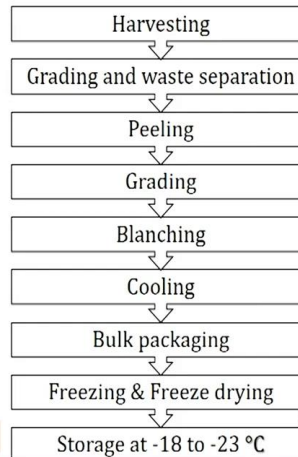 Harvesting
Grading and waste separation
Peeling
Grading
Blanching
Cooling
Bulk packaging
Freezing & Freeze drying
Storage at -18 to -23 °C